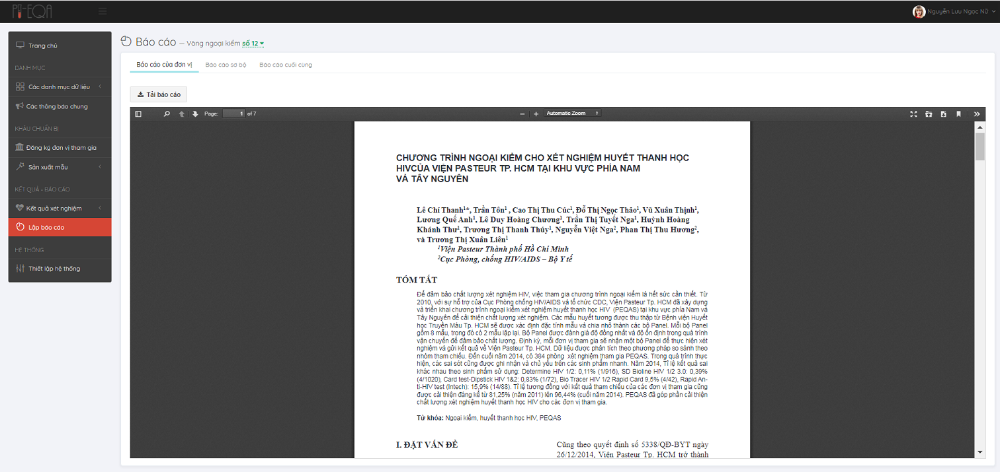 PT-EQA
Nguyễn Lưu Ngọc Nữ
Trang chủ
DANH MỤC
Các danh mục dữ liệu
Các thông báo chung
KHÂU CHUẨN BỊ
Đăng ký đơn vị tham gia
Sản xuất mẫu
KẾT QUẢ - BÁO CÁO
Kết quả xét nghiệm
Lập báo cáo
HỆ THỐNG
Thiết lập hệ thống
Báo cáo — Vòng ngoại kiểm số 12
Báo cáo của đơn vị Báo cáo sơ bộ Báo cáo cuối cùng
Tải báo cáo
Page: 1 of 7 Automatic Zoom
CHƯƠNG TRÌNH NGOẠI KIỂM CHO XÉT NGHIỆM HUYẾT THANH HỌC
HIVCỦA VIỆN PASTEUR TP. HCM TẠI KHU VỰC PHÍA NAM
VÀ TÂY NGUYÊN
Lê Chí Thanh¹*, Trần Tôn¹ , Cao Thị Thu Cúc¹, Đỗ Thị Ngọc Thảo¹, Vũ Xuân Thịnh¹,
Lương Quế Anh¹, Lê Duy Hoàng Chương¹, Trần Thị Tuyết Nga¹, Huỳnh Hoàng
Khánh Thư¹, Trương Thị Thanh Thúy¹, Nguyễn Việt Nga², Phan Thị Thu Hương²,
và Trương Thị Xuân Liên¹
¹Viện Pasteur Thành phố Hồ Chí Minh
²Cục Phòng, chống HIV/AIDS – Bộ Y tế
TÓM TẮT
Để đảm bảo chất lượng xét nghiệm HIV, việc tham gia chương trình ngoại kiểm là hết sức cần thiết. Từ
2010, với sự hỗ trợ của Cục Phòng chống HIV/AIDS và tổ chức CDC, Viện Pasteur Tp. HCM đã xây dựng
và triển khai chương trình ngoại kiểm xét nghiệm huyết thanh học HIV (PEQAS) tại khu vực phía Nam và
Tây Nguyên để cải thiện chất lượng xét nghiệm. Các mẫu huyết tương được thu thập từ Bệnh viện Huyết
học Truyền Máu Tp. HCM sẽ được xác định đặc tính mẫu và chia nhỏ thành các bộ Panel. Mỗi bộ Panel
gồm 8 mẫu, trong đó có 2 mẫu lặp lại. Bộ Panel được đánh giá độ đồng nhất và độ ổn định trong quá trình
vận chuyển để đảm bảo chất lượng. Định kỳ, mỗi đơn vị tham gia sẽ nhận một bộ Panel để thực hiện xét
nghiệm và gửi kết quả về Viện Pasteur Tp. HCM. Dữ liệu được phân tích theo phương pháp so sánh theo
nhóm tham chiếu. Đến cuối năm 2014, có 384 phòng xét nghiệm tham gia PEQAS. Trong quá trình thực
hiện, các sai sót cũng được ghi nhận và chủ yếu trên các sinh phẩm nhanh. Năm 2014, Tỉ lệ kết quả sai
khác nhau theo sinh phẩm sử dụng: Determine HIV 1/2: 0,11% (1/916), SD Bioline HIV 1/2 3.0: 0,39%
(4/1020), Card test-Dipstick HIV 1&2: 0,83% (1/72), Bio Tracer HIV 1/2 Rapid Card 9,5% (4/42), Rapid An-
ti-HIV test (Intech): 15,9% (14/88). Tỉ lệ tương đồng với kết quả tham chiếu của các đơn vị tham gia cũng
được cải thiện đáng kể từ 81,25% (năm 2011) lên 96,44% (cuối năm 2014). PEQAS đã góp phần cải thiện
chất lượng xét nghiệm huyết thanh học HIV cho các đơn vị tham gia.
Từ khóa: Ngoại kiểm, huyết thanh học HIV, PEQAS
I. ĐẶT VẤN ĐỀ
Cũng theo quyết định số 5338/QĐ-BYT ngày
26/12/2014, Viện Pasteur Tp. HCM trở thành